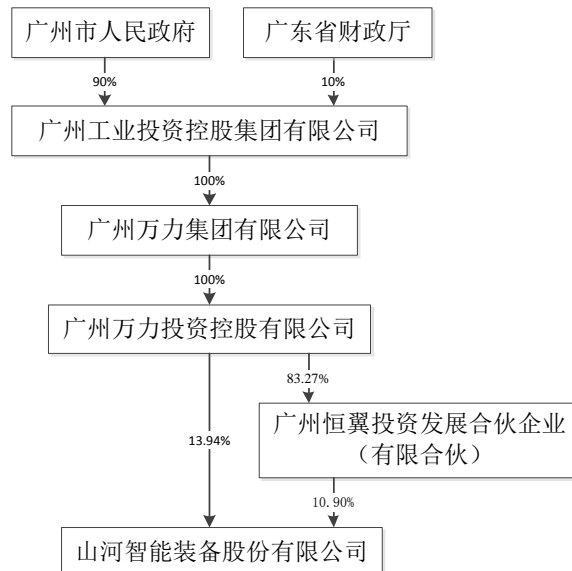 广州市人民政府
广东省财政厅
90%
10%
广州工业投资控股集团有限公司
100%
广州万力集团有限公司
100%
广州万力投资控股有限公司
83.27%
广州恒翼投资发展合伙企业
（有限合伙）
13.94%
10.90%
山河智能装备股份有限公司